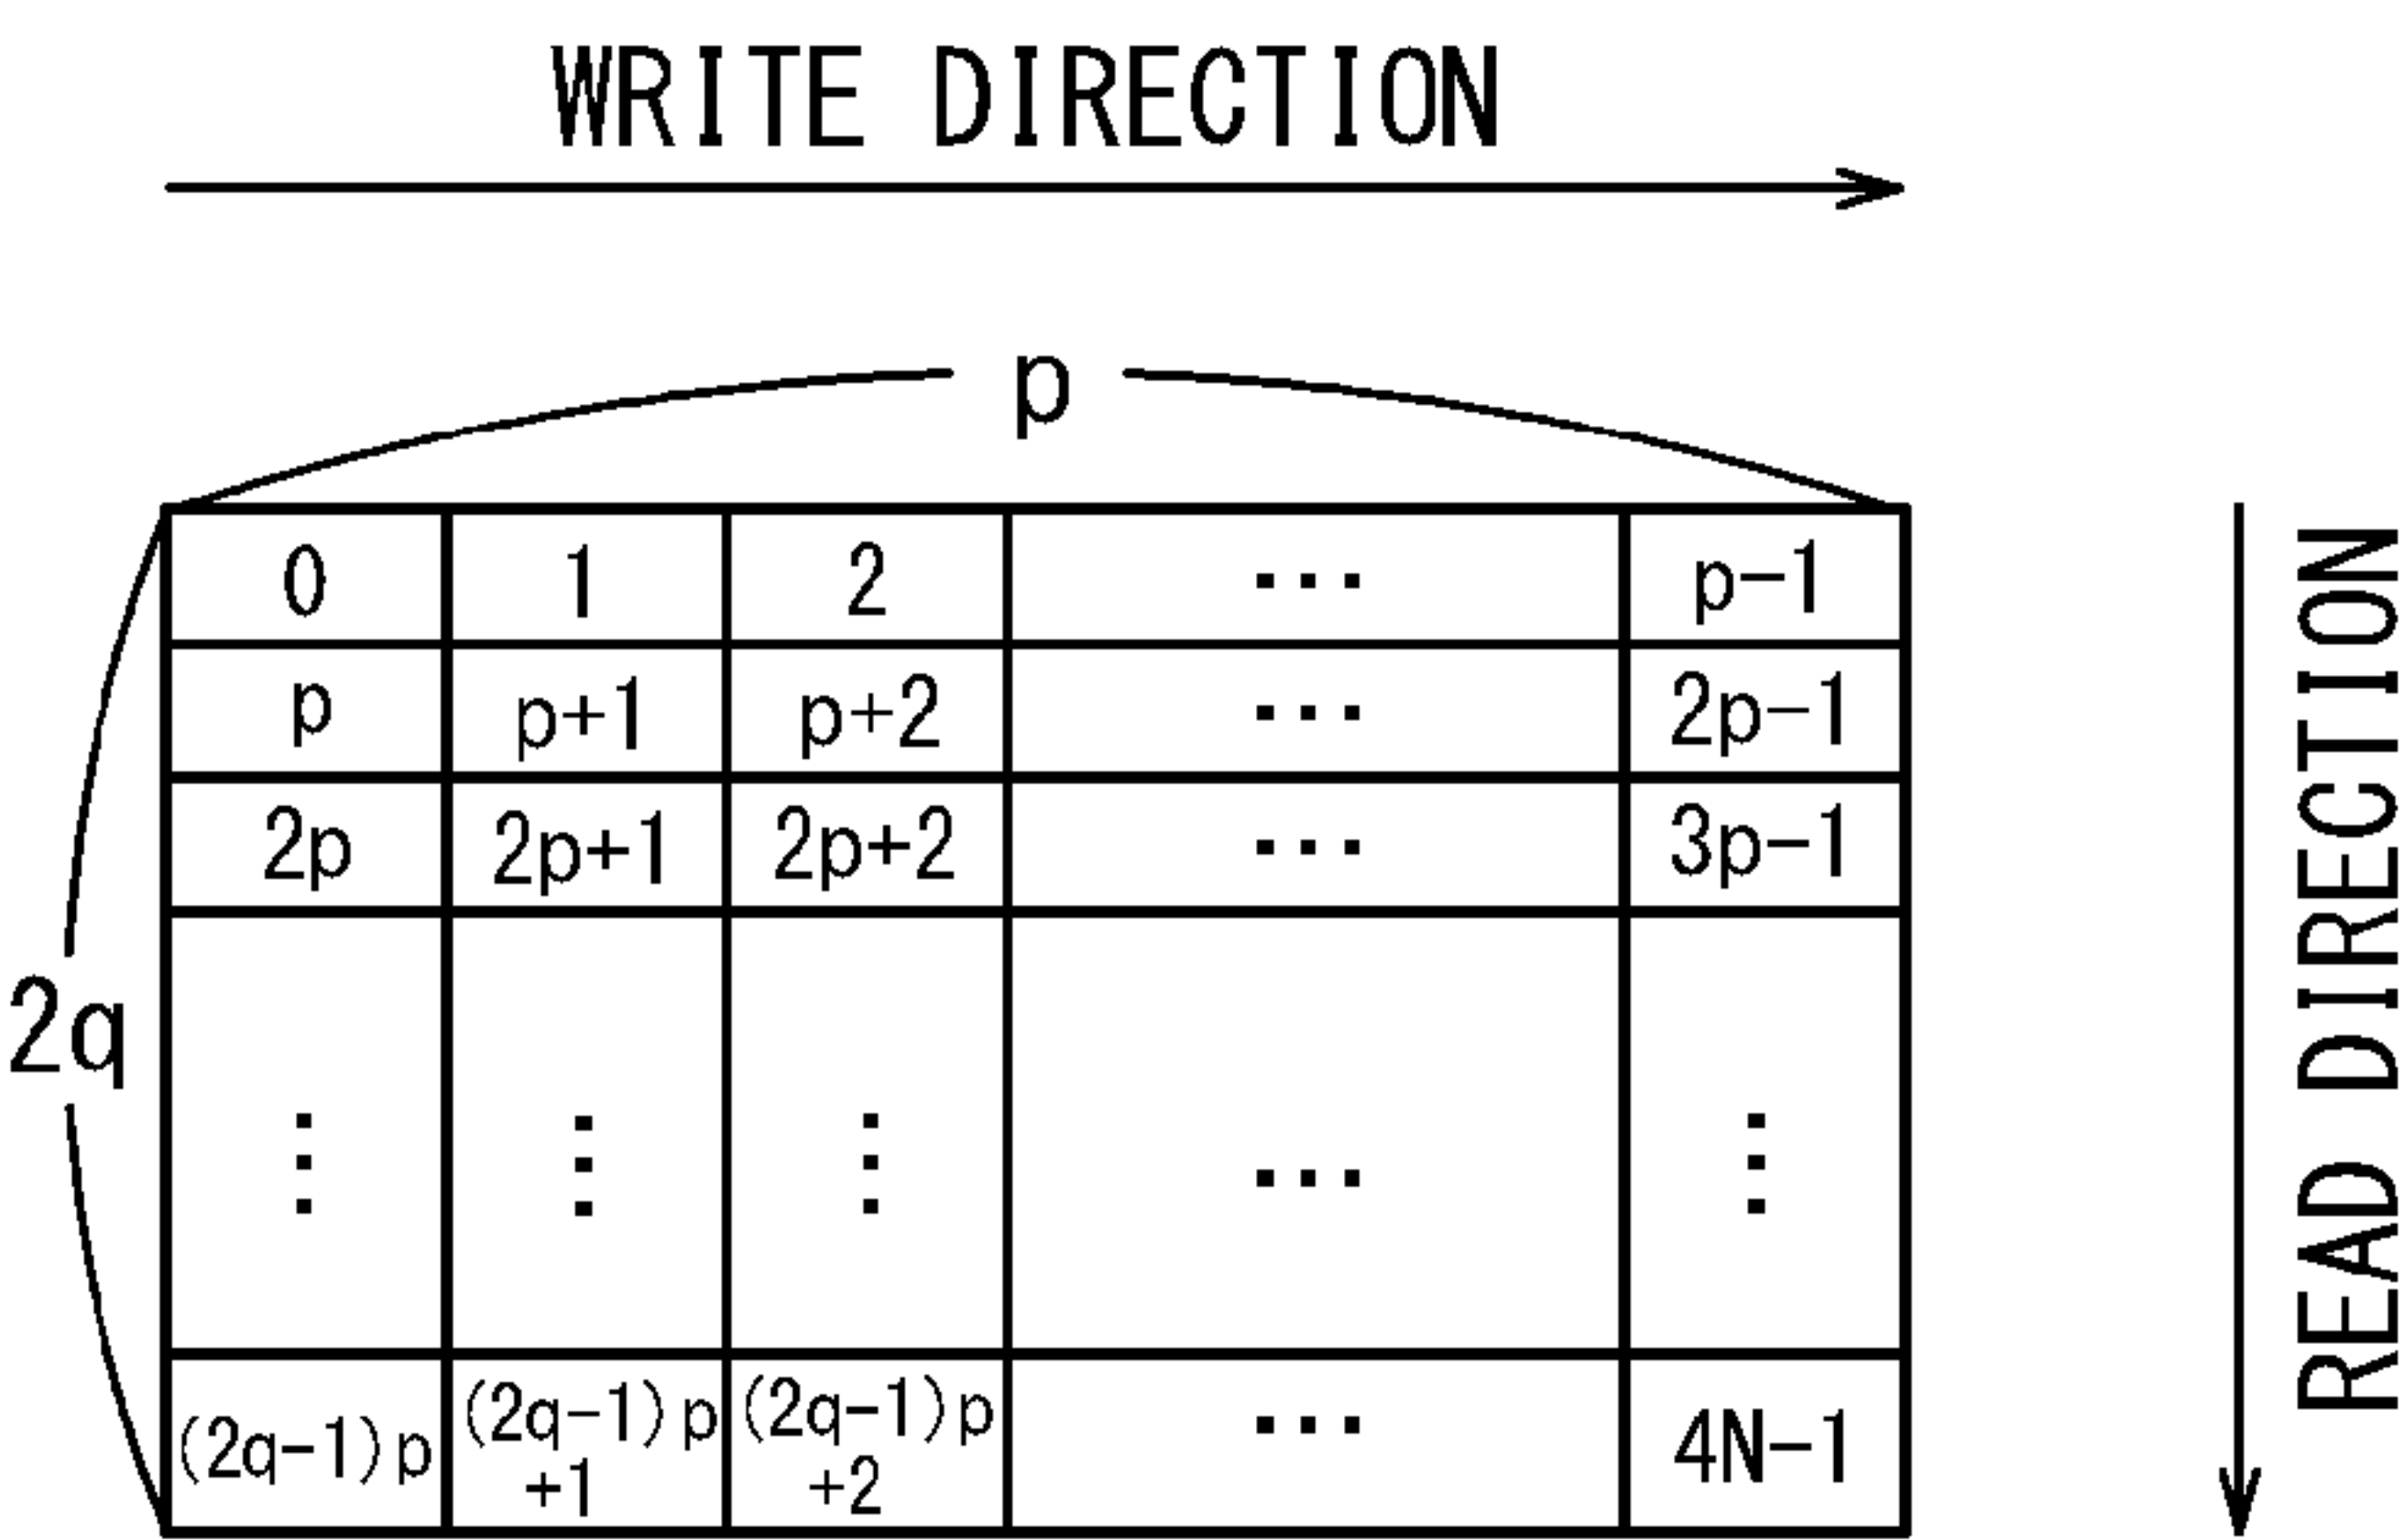 WRITE DIRECTION
p
0 1 2 ... p-1
p p+1 p+2 ... 2p-1
2p 2p+1 2p+2 ... 3p-1
2q
⋮ ⋮ ⋮ ... ⋮
(2q-1)p (2q-1)p+1 (2q-1)p+2 ... 4N-1
READ DIRECTION